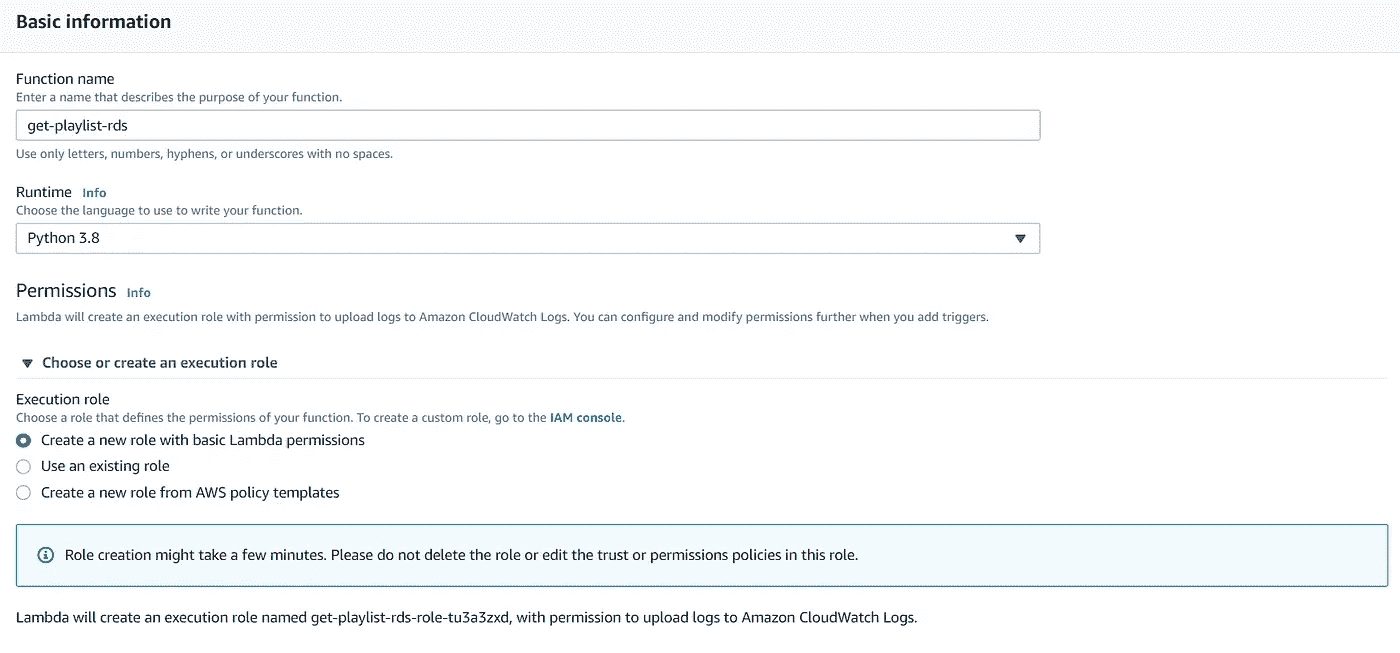 Basic information
Function name
Enter a name that describes the purpose of your function.
get-playlist-rds
Use only letters, numbers, hyphens, or underscores with no spaces.
Runtime Info
Choose the language to use to write your function.
Python 3.8
Permissions Info
Lambda will create an execution role with permission to upload logs to Amazon CloudWatch Logs. You can configure and modify permissions further when you add triggers.
Choose or create an execution role
Execution role
Choose a role that defines the permissions of your function. To create a custom role, go to the IAM console.
Create a new role with basic Lambda permissions
Use an existing role
Create a new role from AWS policy templates
Role creation might take a few minutes. Please do not delete the role or edit the trust or permissions policies in this role.
Lambda will create an execution role named get-playlist-rds-role-tu3a3zxd, with permission to upload logs to Amazon CloudWatch Logs.